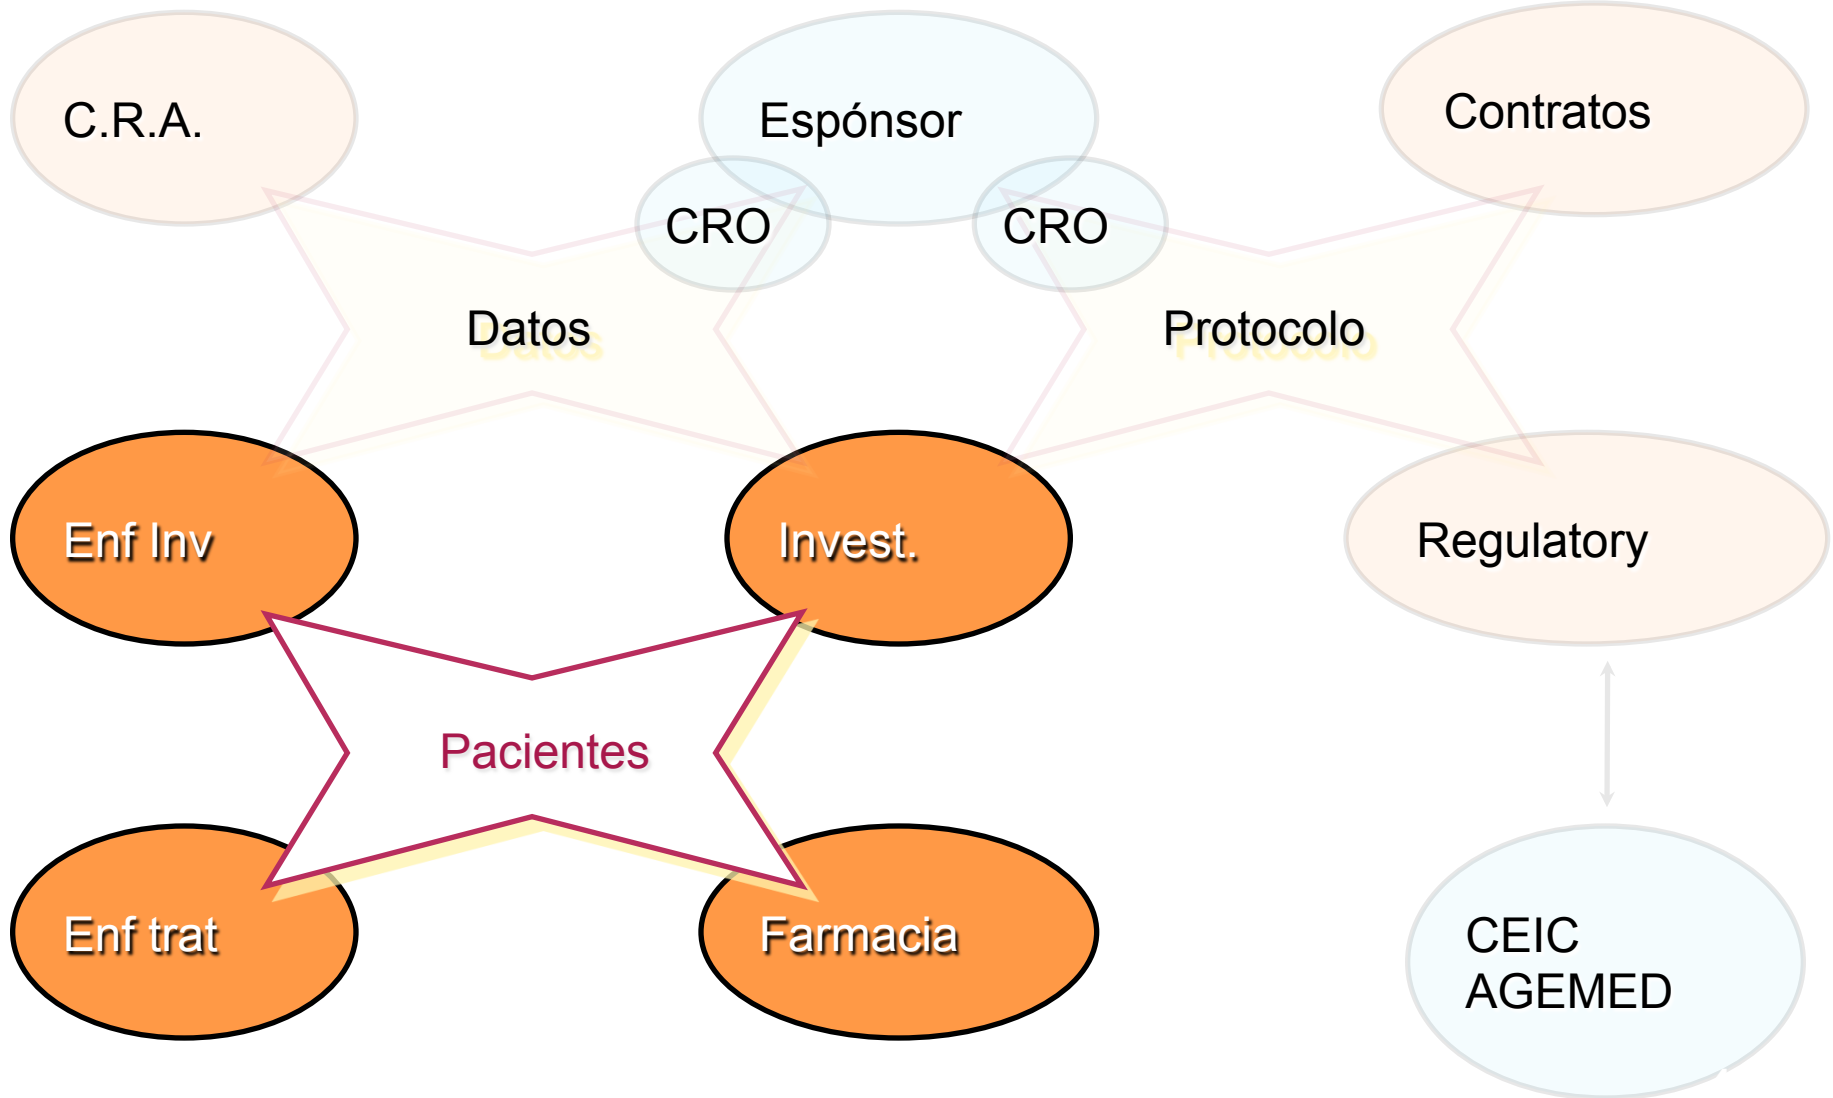 C.R.A.
Espónsor
Contratos
CRO
CRO
Datos
Protocolo
Enf Inv
Invest.
Regulatory
Pacientes
Enf trat
Farmacia
CEIC
AGEMED